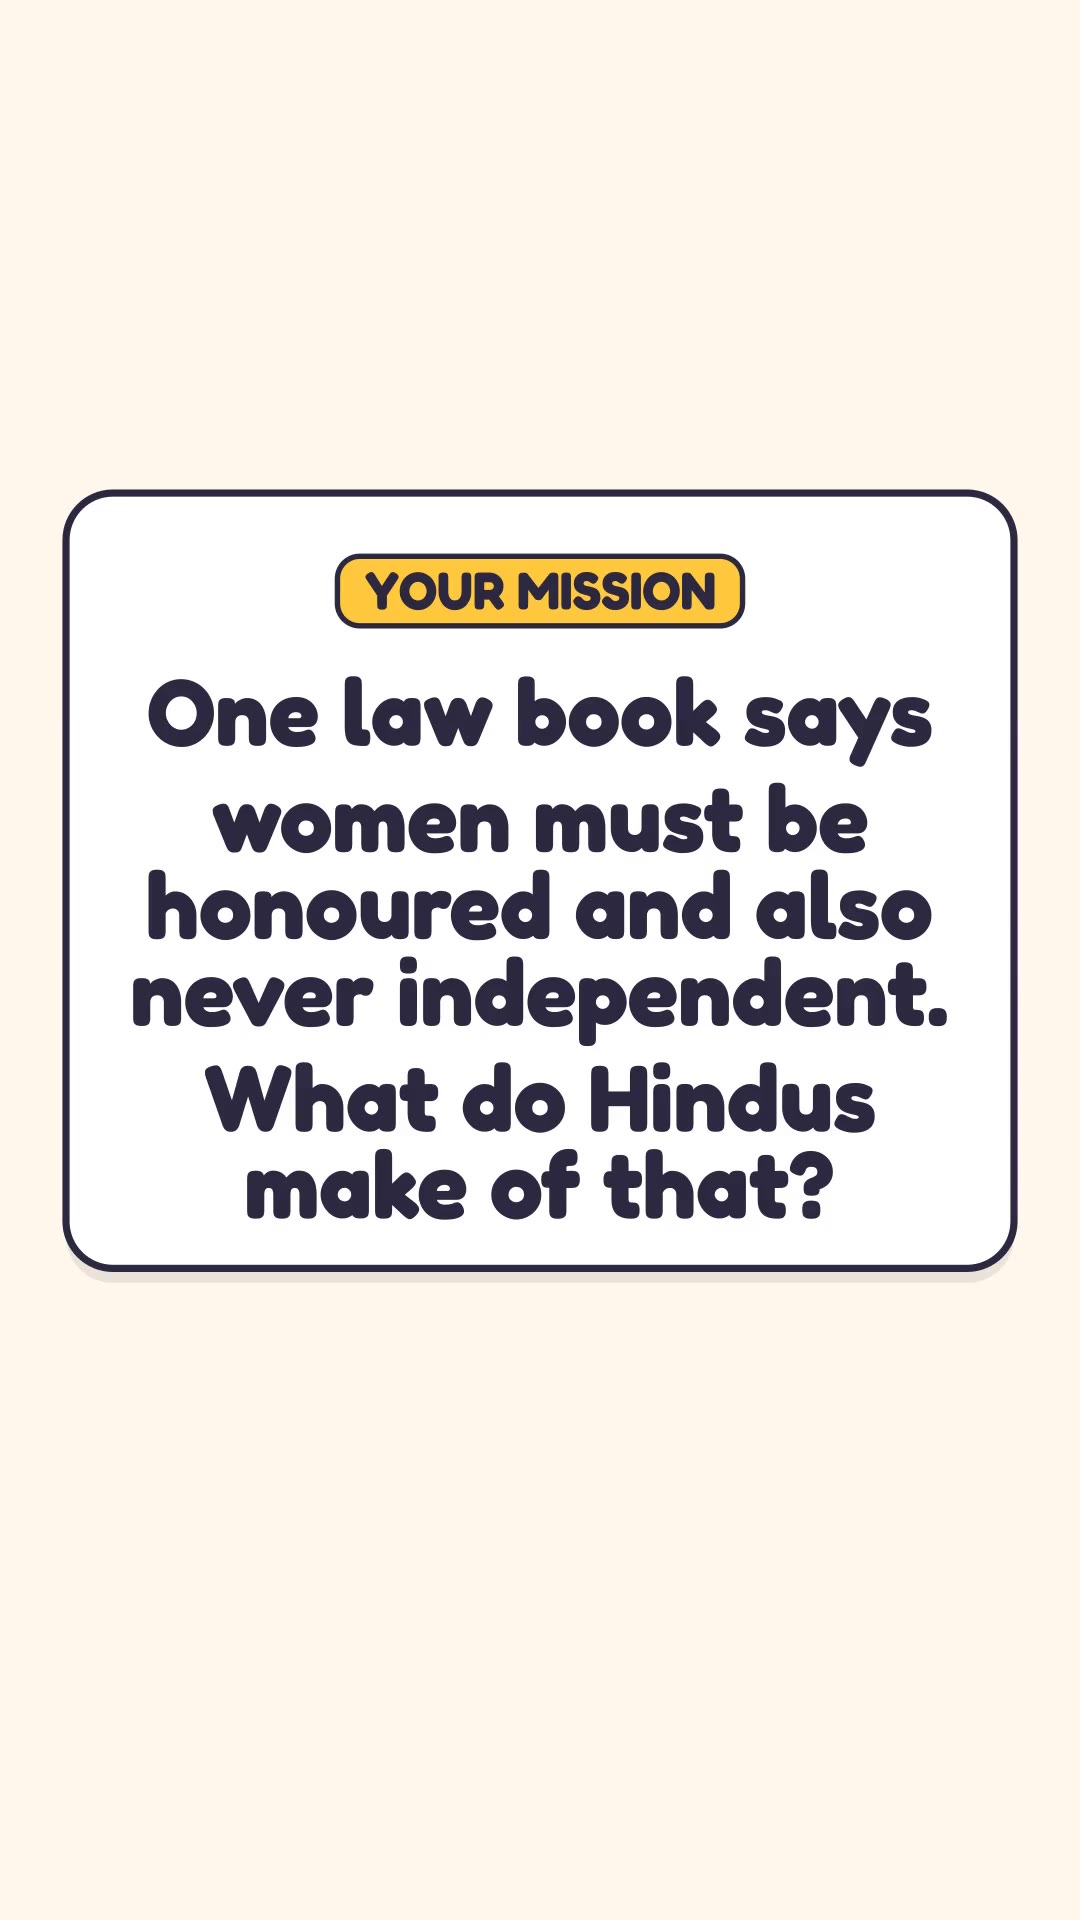 YOUR MISSION
One law book says
women must be
honoured and also
never independent.
What do Hindus
make of that?